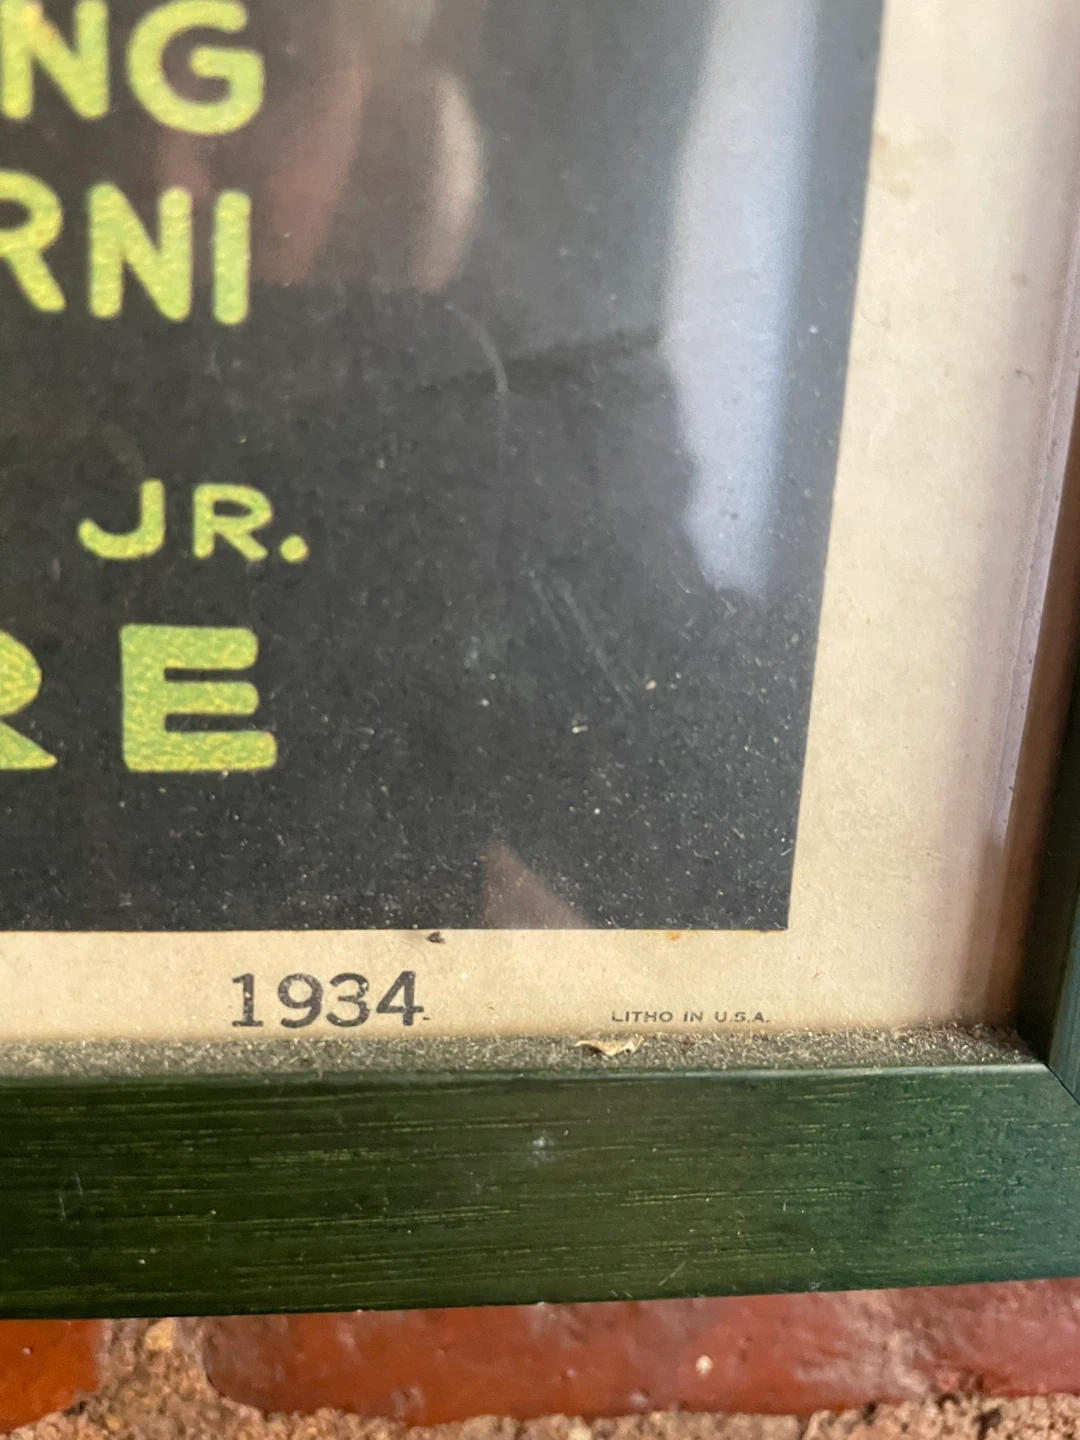 NG
RNI
JR.
RE
1934
LITHO IN U.S.A.